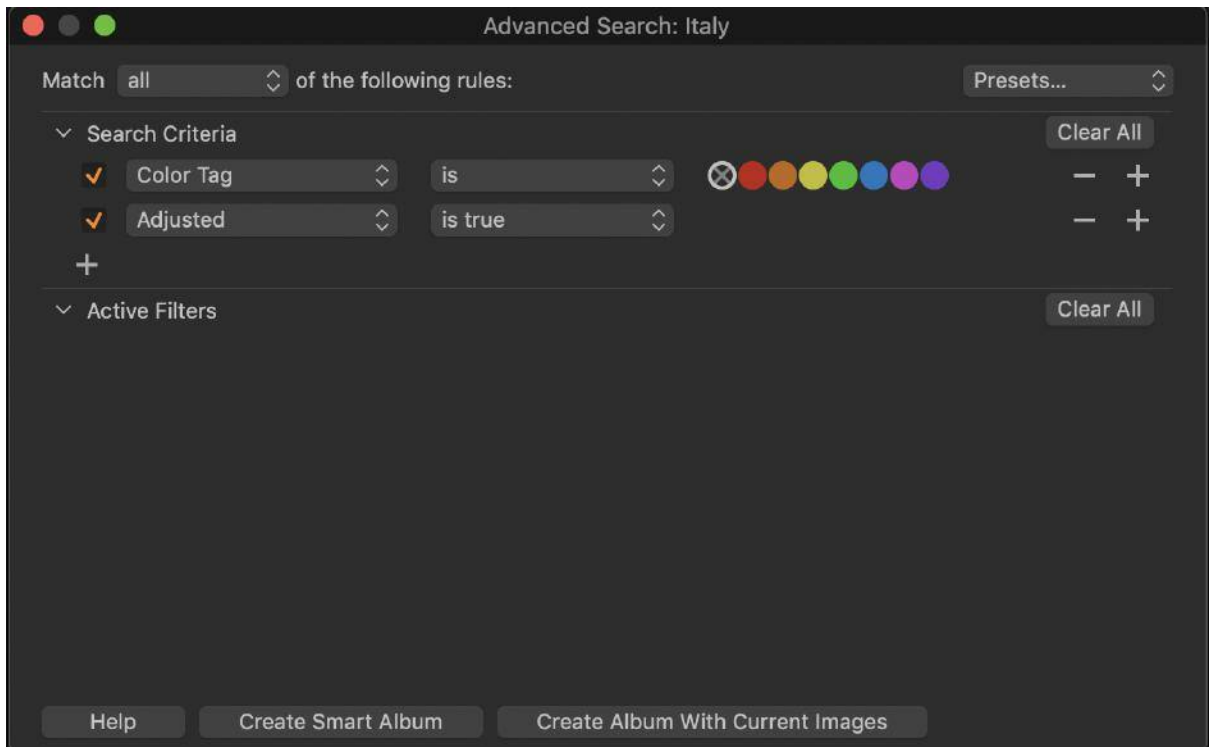 Advanced Search: Italy
Match all of the following rules: Presets...
Search Criteria Clear All
Color Tag is
Adjusted is true
Active Filters Clear All
Help Create Smart Album Create Album With Current Images